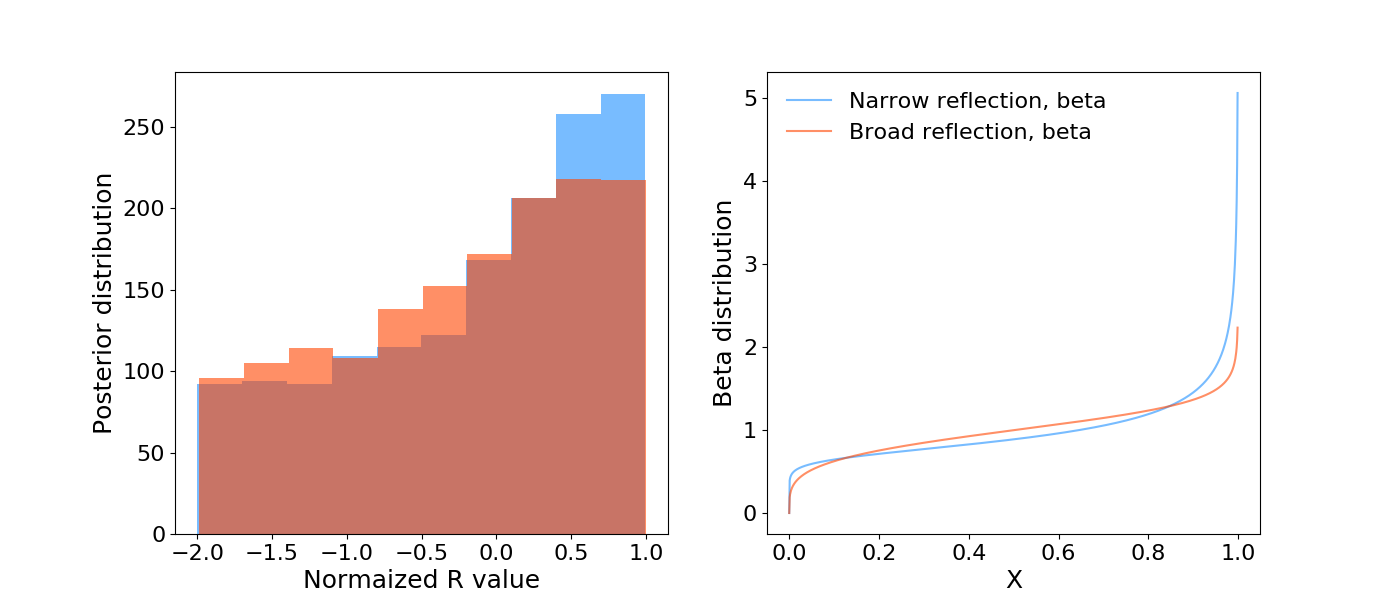 Posterior distribution
250
200
150
100
50
0
−2.0 −1.5 −1.0 −0.5 0.0 0.5 1.0
Normaized R value
Beta distribution
5
4
3
2
1
0
Narrow reflection, beta
Broad reflection, beta
0.0 0.2 0.4 0.6 0.8 1.0
X